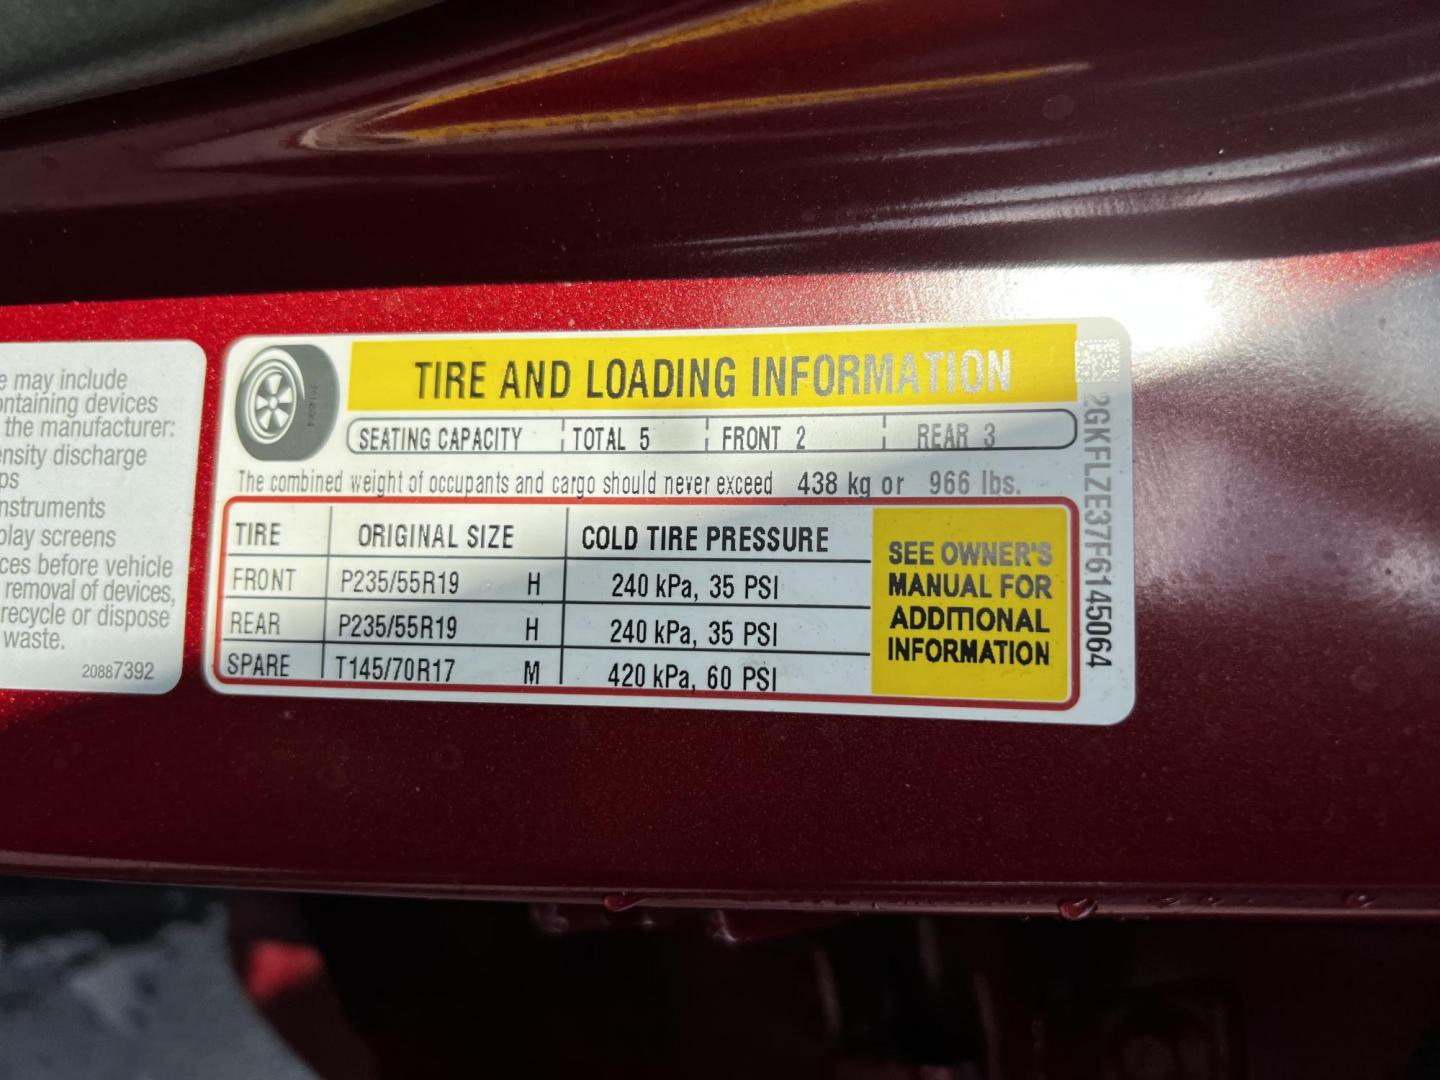 e may include
ontaining devices
the manufacturer:
ensity discharge
ps
nstruments
play screens
ces before vehicle
removal of devices,
recycle or dispose
waste.
20887392
TIRE AND LOADING INFORMATION
SEATING CAPACITY TOTAL 5 FRONT 2 REAR 3
The combined weight of occupants and cargo should never exceed 438 kg or 966 lbs.
TIRE ORIGINAL SIZE COLD TIRE PRESSURE
FRONT P235/55R19 H 240 kPa, 35 PSI
REAR P235/55R19 H 240 kPa, 35 PSI
SPARE T145/70R17 M 420 kPa, 60 PSI
SEE OWNER'S
MANUAL FOR
ADDITIONAL
INFORMATION
2GKFLZE37F6145064